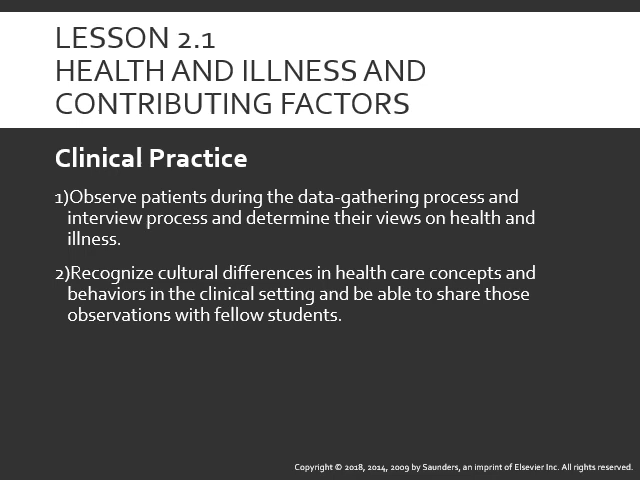 LESSON 2.1
HEALTH AND ILLNESS AND
CONTRIBUTING FACTORS
Clinical Practice
1)Observe patients during the data-gathering process and
interview process and determine their views on health and
illness.
2)Recognize cultural differences in health care concepts and
behaviors in the clinical setting and be able to share those
observations with fellow students.
Copyright © 2018, 2014, 2009 by Saunders, an imprint of Elsevier Inc. All rights reserved.